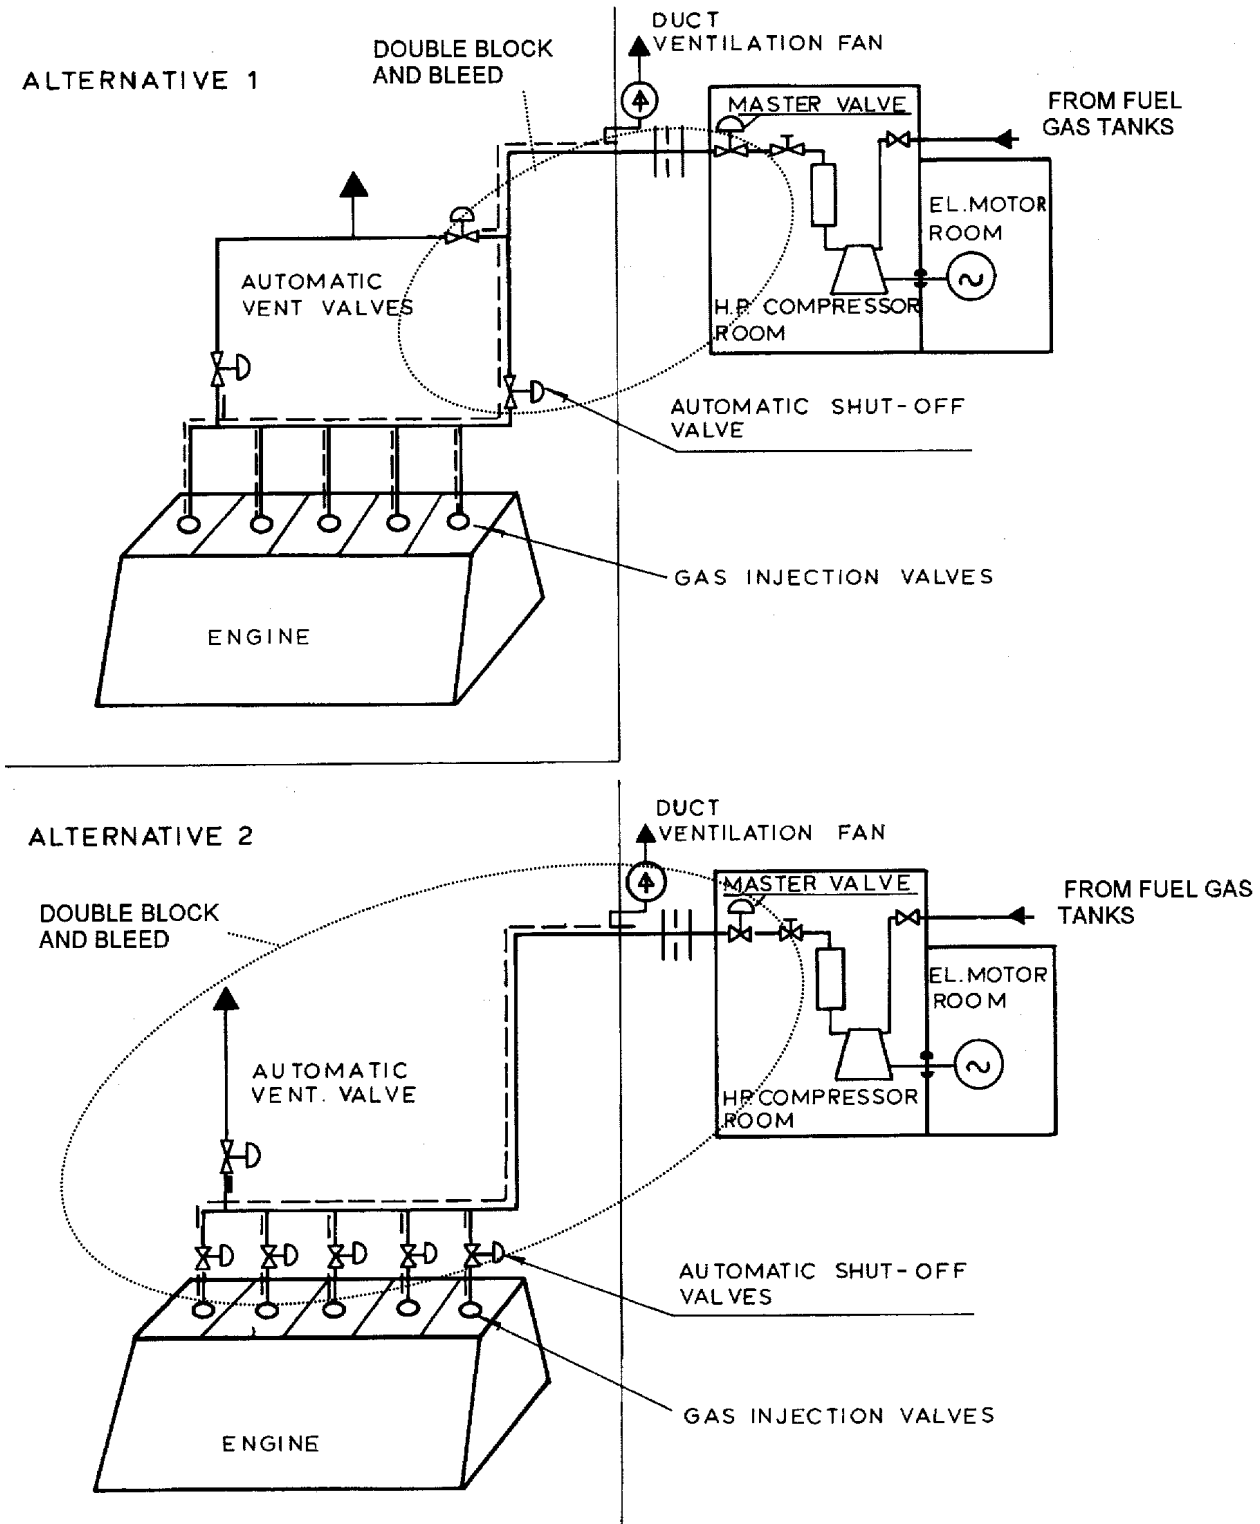 DUCT
VENTILATION FAN
DOUBLE BLOCK
AND BLEED
ALTERNATIVE 1
MASTER VALVE
FROM FUEL
GAS TANKS
EL.MOTOR
ROOM
AUTOMATIC
VENT VALVES
H.P. COMPRESSOR
ROOM
AUTOMATIC SHUT-OFF
VALVE
GAS INJECTION VALVES
ENGINE
DUCT
VENTILATION FAN
ALTERNATIVE 2
MASTER VALVE
FROM FUEL GAS
TANKS
DOUBLE BLOCK
AND BLEED
EL.MOTOR
ROOM
AUTOMATIC
VENT. VALVE
HP.COMPRESSOR
ROOM
AUTOMATIC SHUT-OFF
VALVES
GAS INJECTION VALVES
ENGINE